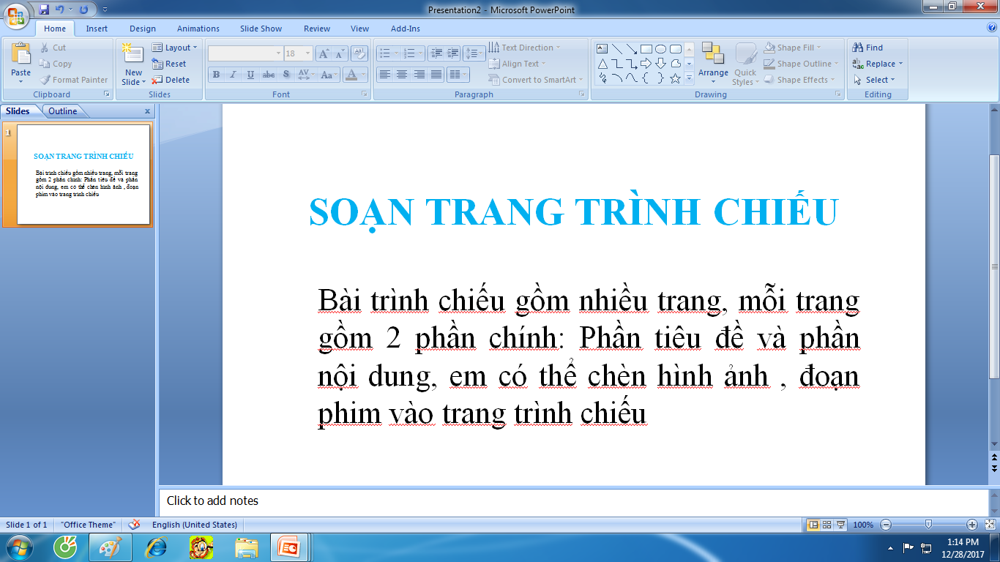 Presentation2 - Microsoft PowerPoint
Home Insert Design Animations Slide Show Review View Add-Ins
Paste
Cut
Copy
Format Painter
Clipboard
New Slide
Layout
Reset
Delete
Slides
18
B I U abc S AV Aa A
Font
Text Direction
Align Text
Convert to SmartArt
Paragraph
Arrange
Quick Styles
Shape Fill
Shape Outline
Shape Effects
Drawing
Find
Replace
Select
Editing
Slides Outline x
1
SOẠN TRANG TRÌNH CHIẾU
Bài trình chiếu gồm nhiều trang, mỗi trang
gồm 2 phần chính: Phần tiêu đề và phần
nội dung, em có thể chèn hình ảnh , đoạn
phim vào trang trình chiếu
SOẠN TRANG TRÌNH CHIẾU
Bài trình chiếu gồm nhiều trang, mỗi trang
gồm 2 phần chính: Phần tiêu đề và phần
nội dung, em có thể chèn hình ảnh , đoạn
phim vào trang trình chiếu
Click to add notes
Slide 1 of 1 "Office Theme" English (United States) 100%
1:14 PM
12/28/2017